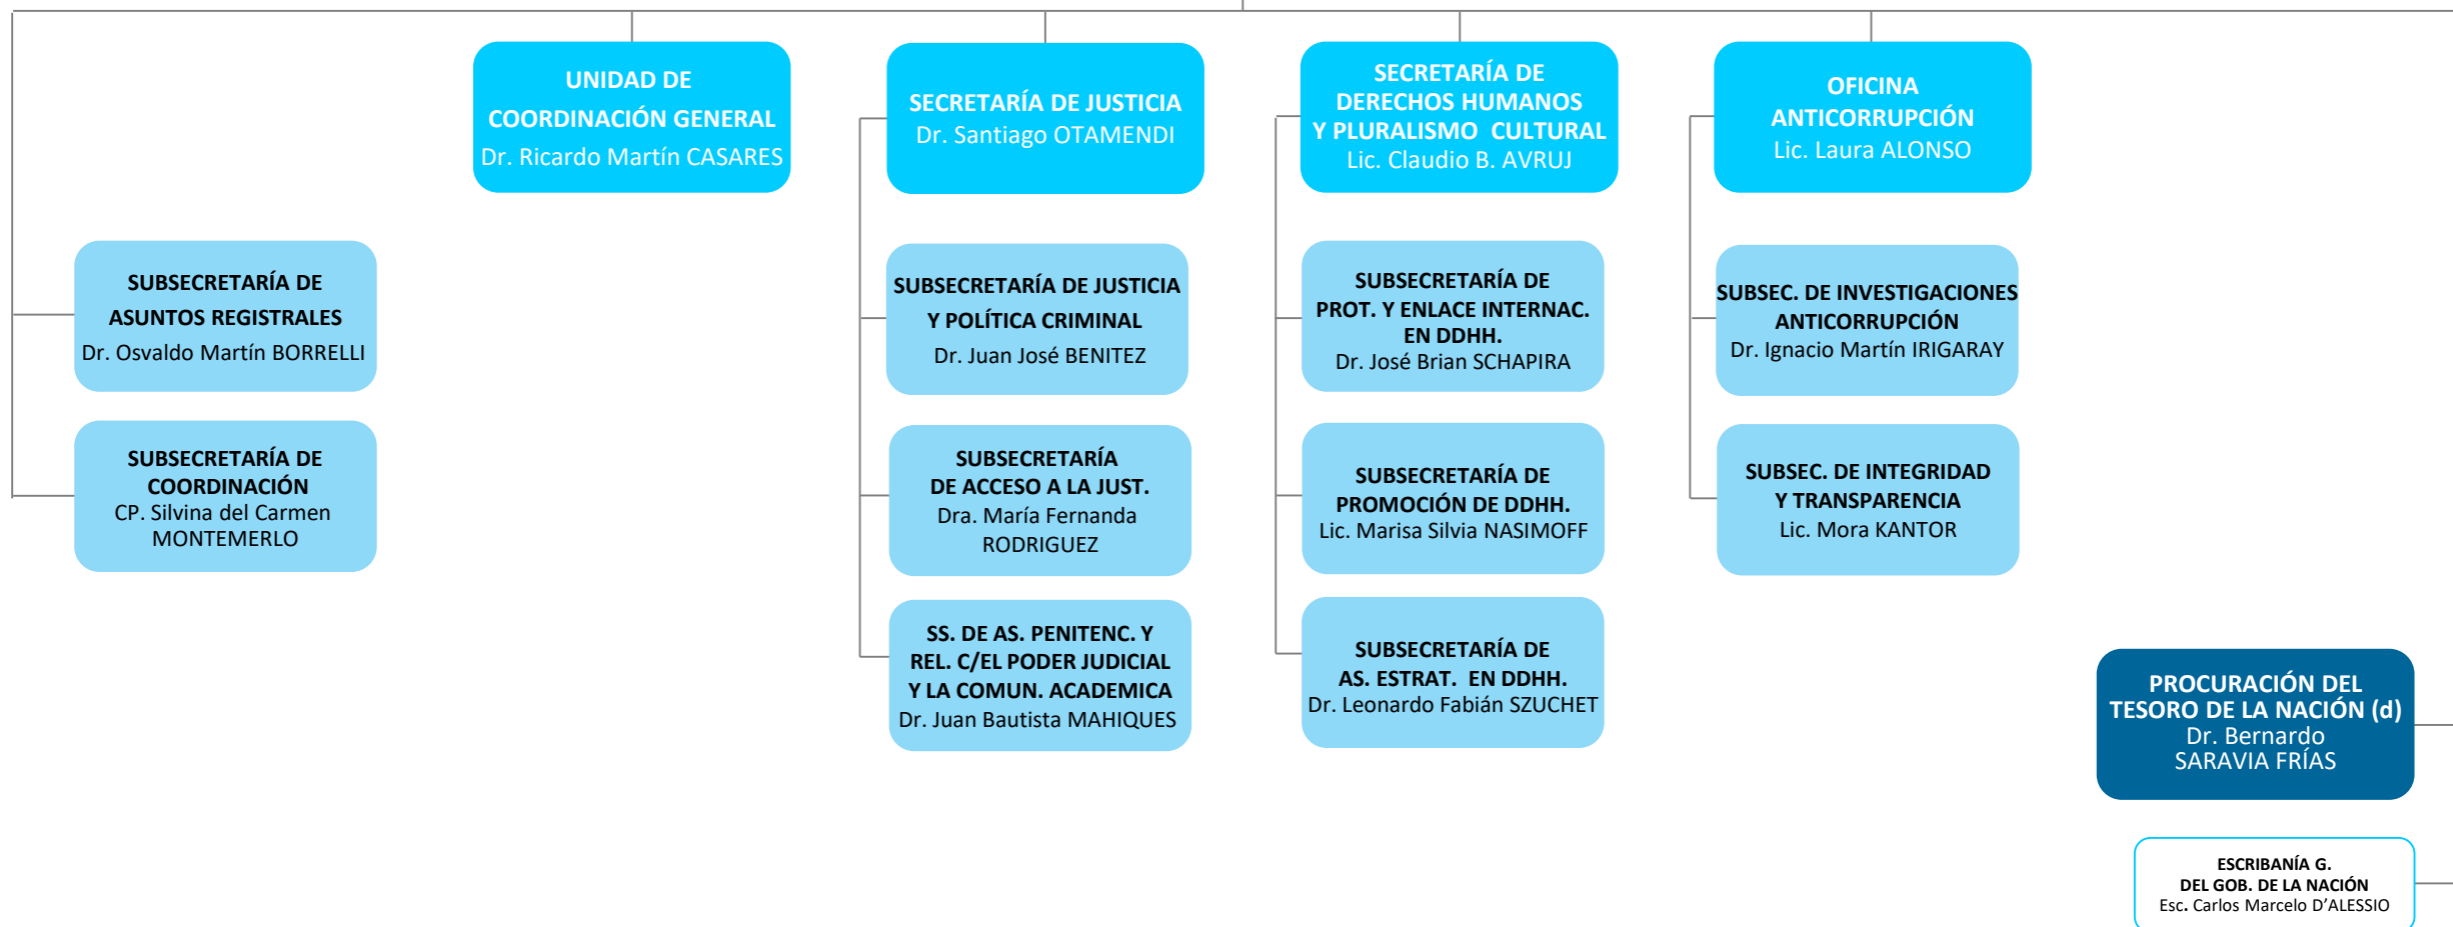 UNIDAD DE
COORDINACIÓN GENERAL
Dr. Ricardo Martín CASARES
SECRETARÍA DE JUSTICIA
Dr. Santiago OTAMENDI
SECRETARÍA DE
DERECHOS HUMANOS
Y PLURALISMO CULTURAL
Lic. Claudio B. AVRUJ
OFICINA
ANTICORRUPCIÓN
Lic. Laura ALONSO
SUBSECRETARÍA DE
ASUNTOS REGISTRALES
Dr. Osvaldo Martín BORRELLI
SUBSECRETARÍA DE JUSTICIA
Y POLÍTICA CRIMINAL
Dr. Juan José BENITEZ
SUBSECRETARÍA DE
PROT. Y ENLACE INTERNAC.
EN DDHH.
Dr. José Brian SCHAPIRA
SUBSEC. DE INVESTIGACIONES
ANTICORRUPCIÓN
Dr. Ignacio Martín IRIGARAY
SUBSECRETARÍA DE
COORDINACIÓN
CP. Silvina del Carmen
MONTEMERLO
SUBSECRETARÍA
DE ACCESO A LA JUST.
Dra. María Fernanda
RODRIGUEZ
SUBSECRETARÍA DE
PROMOCIÓN DE DDHH.
Lic. Marisa Silvia NASIMOFF
SUBSEC. DE INTEGRIDAD
Y TRANSPARENCIA
Lic. Mora KANTOR
SS. DE AS. PENITENC. Y
REL. C/EL PODER JUDICIAL
Y LA COMUN. ACADEMICA
Dr. Juan Bautista MAHIQUES
SUBSECRETARÍA DE
AS. ESTRAT. EN DDHH.
Dr. Leonardo Fabián SZUCHET
PROCURACIÓN DEL
TESORO DE LA NACIÓN (d)
Dr. Bernardo
SARAVIA FRÍAS
ESCRIBANÍA G.
DEL GOB. DE LA NACIÓN
Esc. Carlos Marcelo D'ALESSIO